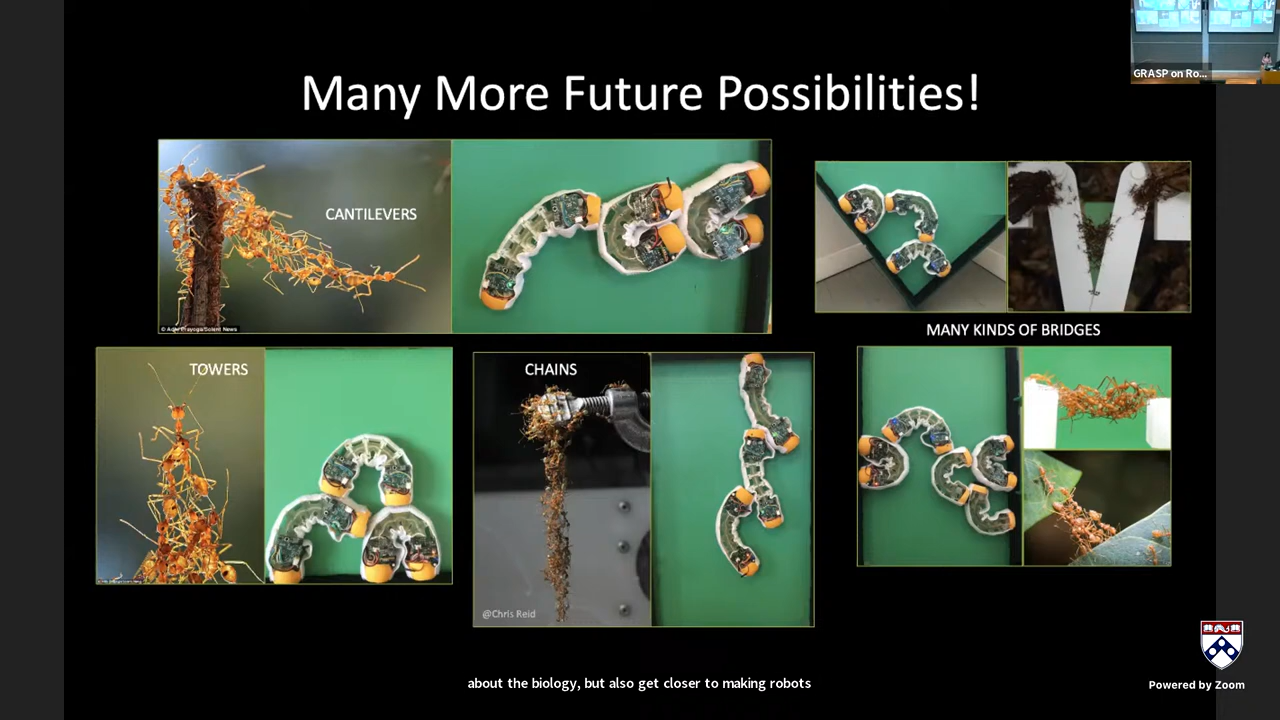 GRASP on Ro...
Many More Future Possibilities!
CANTILEVERS
MANY KINDS OF BRIDGES
TOWERS
CHAINS
@Chris Reid
about the biology, but also get closer to making robots
Powered by Zoom